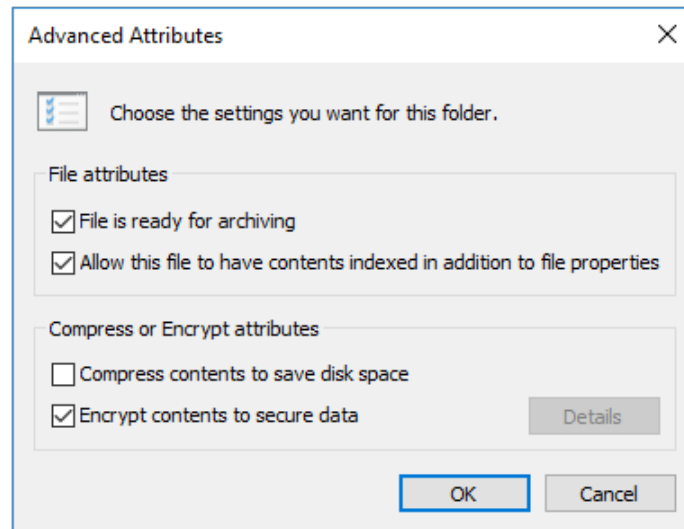 Advanced Attributes
Choose the settings you want for this folder.
File attributes
File is ready for archiving
Allow this file to have contents indexed in addition to file properties
Compress or Encrypt attributes
Compress contents to save disk space
Encrypt contents to secure data
Details
OK
Cancel